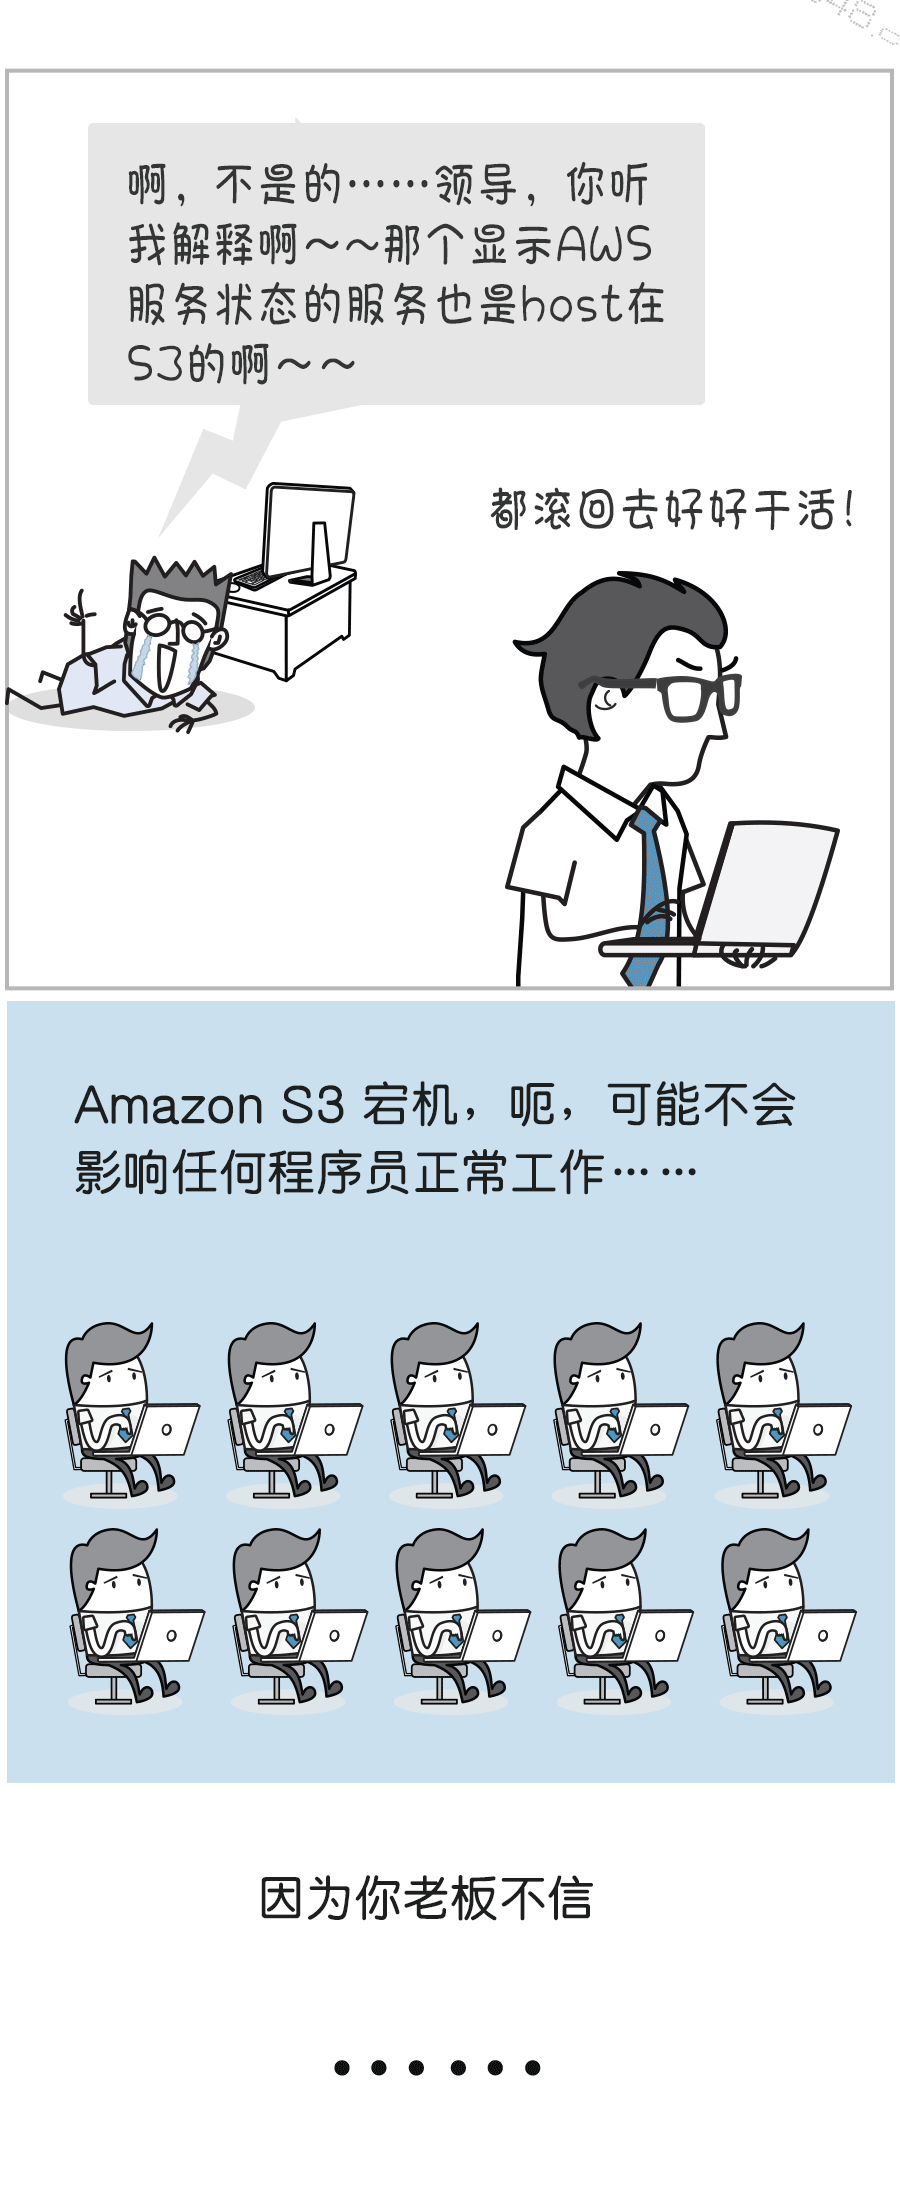 啊，不是的……领导，你听
我解释啊～～那个显示AWS
服务状态的服务也是host在
S3的啊～～
都滚回去好好干活！
Amazon S3 宕机，呃，可能不会
影响任何程序员正常工作……
因为你老板不信
······